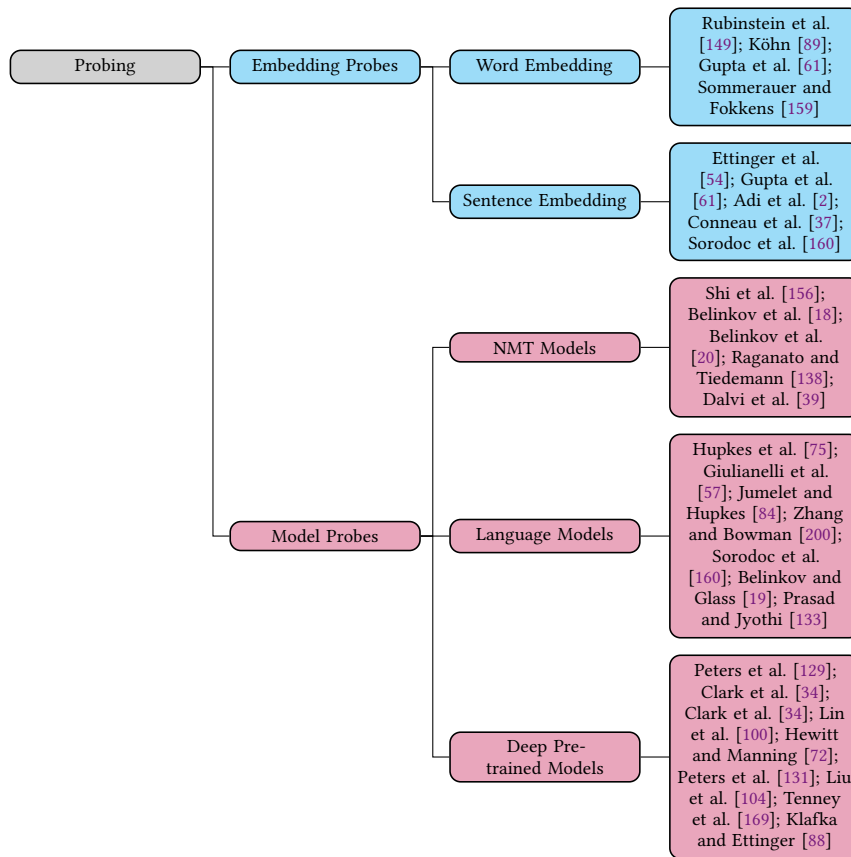 Probing
Embedding Probes
Word Embedding
Rubinstein et al.
[149]; Köhn [89];
Gupta et al. [61];
Sommerauer and
Fokkens [159]
Sentence Embedding
Ettinger et al.
[54]; Gupta et al.
[61]; Adi et al. [2];
Conneau et al. [37];
Sorodoc et al. [160]
Model Probes
NMT Models
Shi et al. [156];
Belinkov et al. [18];
Belinkov et al.
[20]; Raganato and
Tiedemann [138];
Dalvi et al. [39]
Language Models
Hupkes et al. [75];
Giulianelli et al.
[57]; Jumelet and
Hupkes [84]; Zhang
and Bowman [200];
Sorodoc et al.
[160]; Belinkov and
Glass [19]; Prasad
and Jyothi [133]
Deep Pre-
trained Models
Peters et al. [129];
Clark et al. [34];
Clark et al. [34]; Lin
et al. [100]; Hewitt
and Manning [72];
Peters et al. [131]; Liu
et al. [104]; Tenney
et al. [169]; Klafka
and Ettinger [88]